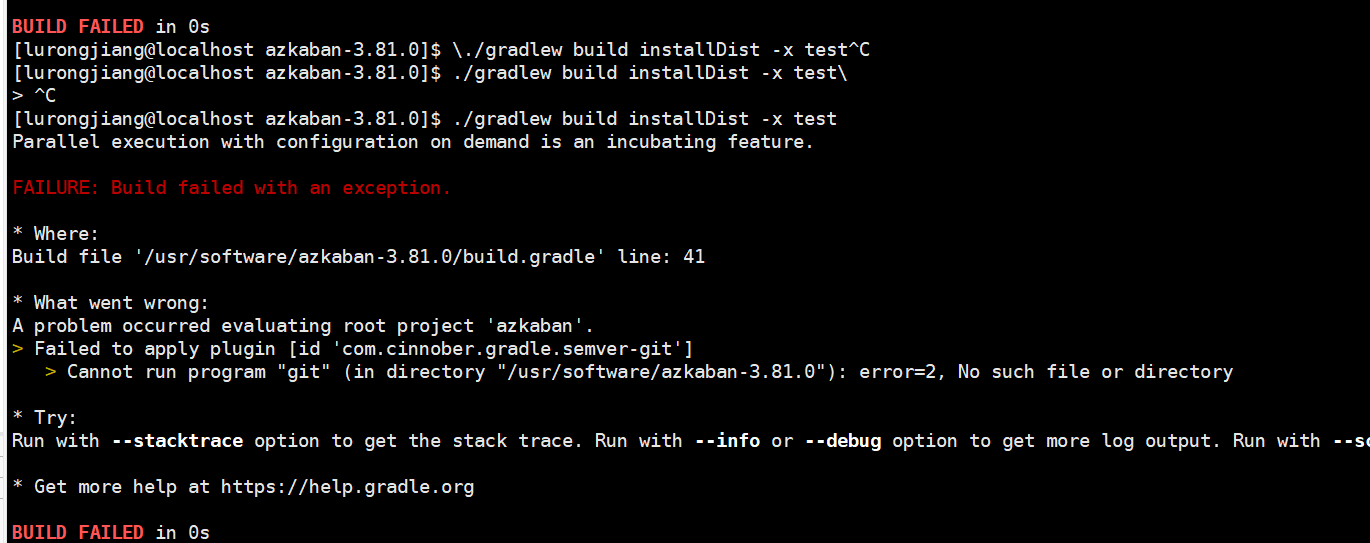 BUILD FAILED in 0s
[lurongjiang@localhost azkaban-3.81.0]$ \./gradlew build installDist -x test^C
[lurongjiang@localhost azkaban-3.81.0]$ ./gradlew build installDist -x test\
> ^C
[lurongjiang@localhost azkaban-3.81.0]$ ./gradlew build installDist -x test
Parallel execution with configuration on demand is an incubating feature.
FAILURE: Build failed with an exception.
* Where:
Build file '/usr/software/azkaban-3.81.0/build.gradle' line: 41
* What went wrong:
A problem occurred evaluating root project 'azkaban'.
> Failed to apply plugin [id 'com.cinnober.gradle.semver-git']
> Cannot run program "git" (in directory "/usr/software/azkaban-3.81.0"): error=2, No such file or directory
* Try:
Run with --stacktrace option to get the stack trace. Run with --info or --debug option to get more log output. Run with
* Get more help at https://help.gradle.org
BUILD FAILED in 0s